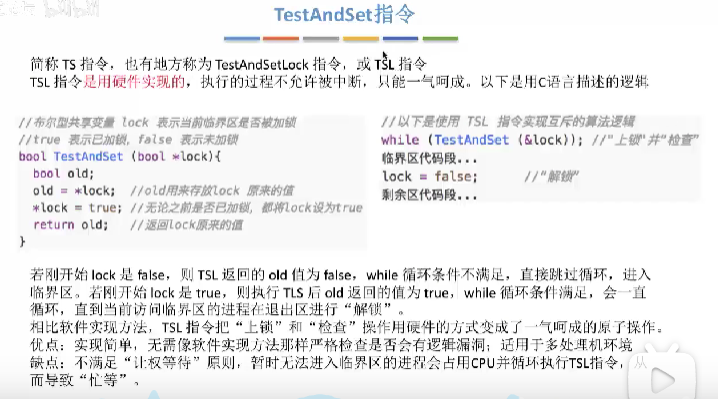 TestAndSet指令
简称 TS 指令，也有地方称为 TestAndSetLock 指令，或 TSL 指令
TSL 指令是用硬件实现的，执行的过程不允许被中断，只能一气呵成。以下是用C语言描述的逻辑
//布尔型共享变量 lock 表示当前临界区是否被加锁
//true 表示已加锁，false 表示未加锁
bool TestAndSet (bool *lock){
bool old;
old = *lock; //old用来存放lock 原来的值
*lock = true; //无论之前是否已加锁，都将lock设为true
return old; //返回lock原来的值
}
//以下是使用 TSL 指令实现互斥的算法逻辑
while (TestAndSet (&lock)); //"上锁"并"检查"
临界区代码段...
lock = false; //"解锁"
剩余区代码段...
若刚开始 lock 是 false，则 TSL 返回的 old 值为 false，while 循环条件不满足，直接跳过循环，进入
临界区。若刚开始 lock 是 true，则执行 TLS 后 old 返回的值为 true，while 循环条件满足，会一直
循环，直到当前访问临界区的进程在退出区进行“解锁”。
相比软件实现方法，TSL 指令把“上锁”和“检查”操作用硬件的方式变成了一气呵成的原子操作。
优点：实现简单，无需像软件实现方法那样严格检查是否会有逻辑漏洞；适用于多处理机环境
缺点：不满足“让权等待”原则，暂时无法进入临界区的进程会占用CPU并循环执行TSL指令，从
而导致“忙等”。